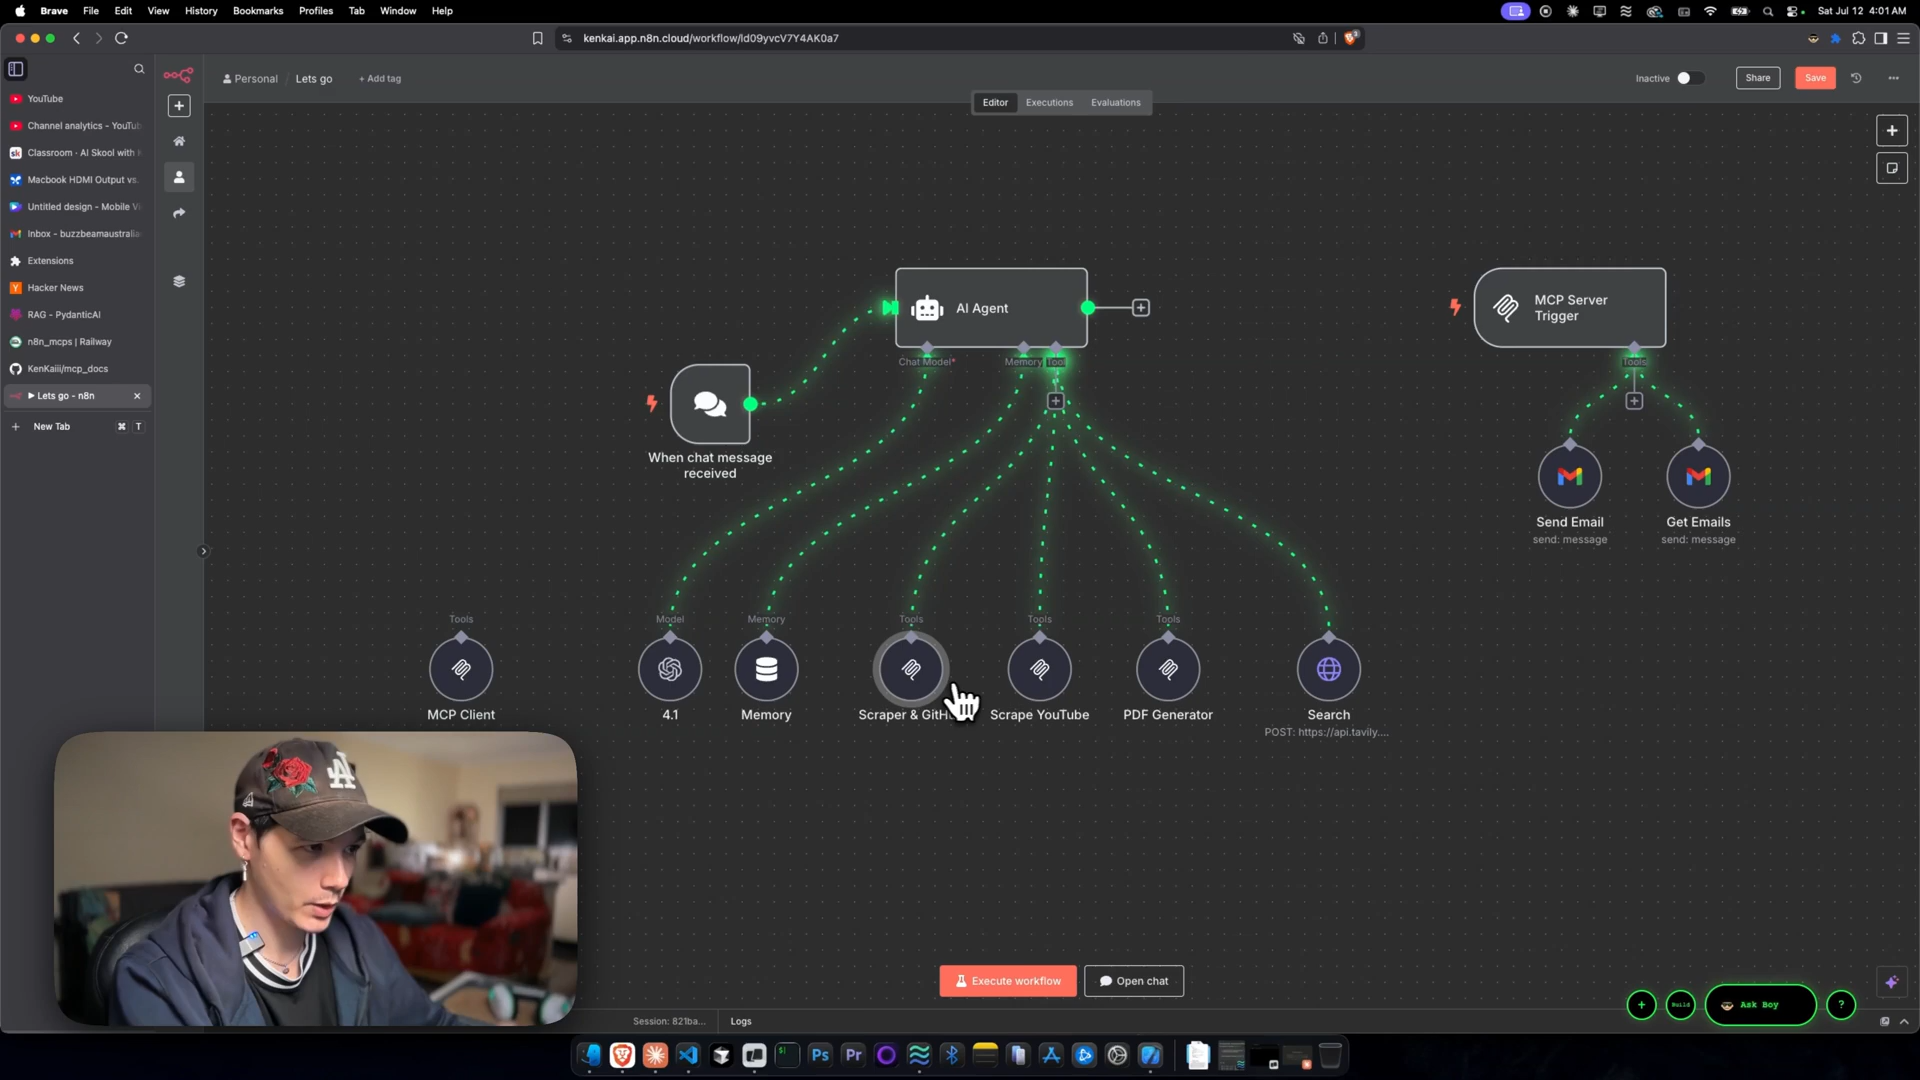 Brave File Edit View History Bookmarks Profiles Tab Window Help
Sat Jul 12 4:01 AM
kenkai.app.n8n.cloud/workflow/ld09yvcV7Y4AK0a7
YouTube
Channel analytics - YouTub
Classroom · AI Skool with
Macbook HDMI Output vs.
Untitled design - Mobile Vi
Inbox - buzzbeamaustralia
Extensions
Hacker News
RAG - PydanticAI
n8n_mcps | Railway
KenKaiii/mcp_docs
Lets go - n8n
New Tab ⌘ T
Personal / Lets go + Add tag
Inactive
Share
Save
Editor Executions Evaluations
AI Agent
Chat Model*
Memory
Tool
When chat message
received
MCP Server
Trigger
Tools
Send Email
send: message
Get Emails
send: message
Tools
Model
Memory
Tools
Tools
Tools
MCP Client
4.1
Memory
Scraper & GitH
Scrape YouTube
PDF Generator
Search
POST: https://api.tavily....
LA
Execute workflow
Open chat
Build
Ask Boy
?
Session: 821ba...
Logs
Ps
Pr